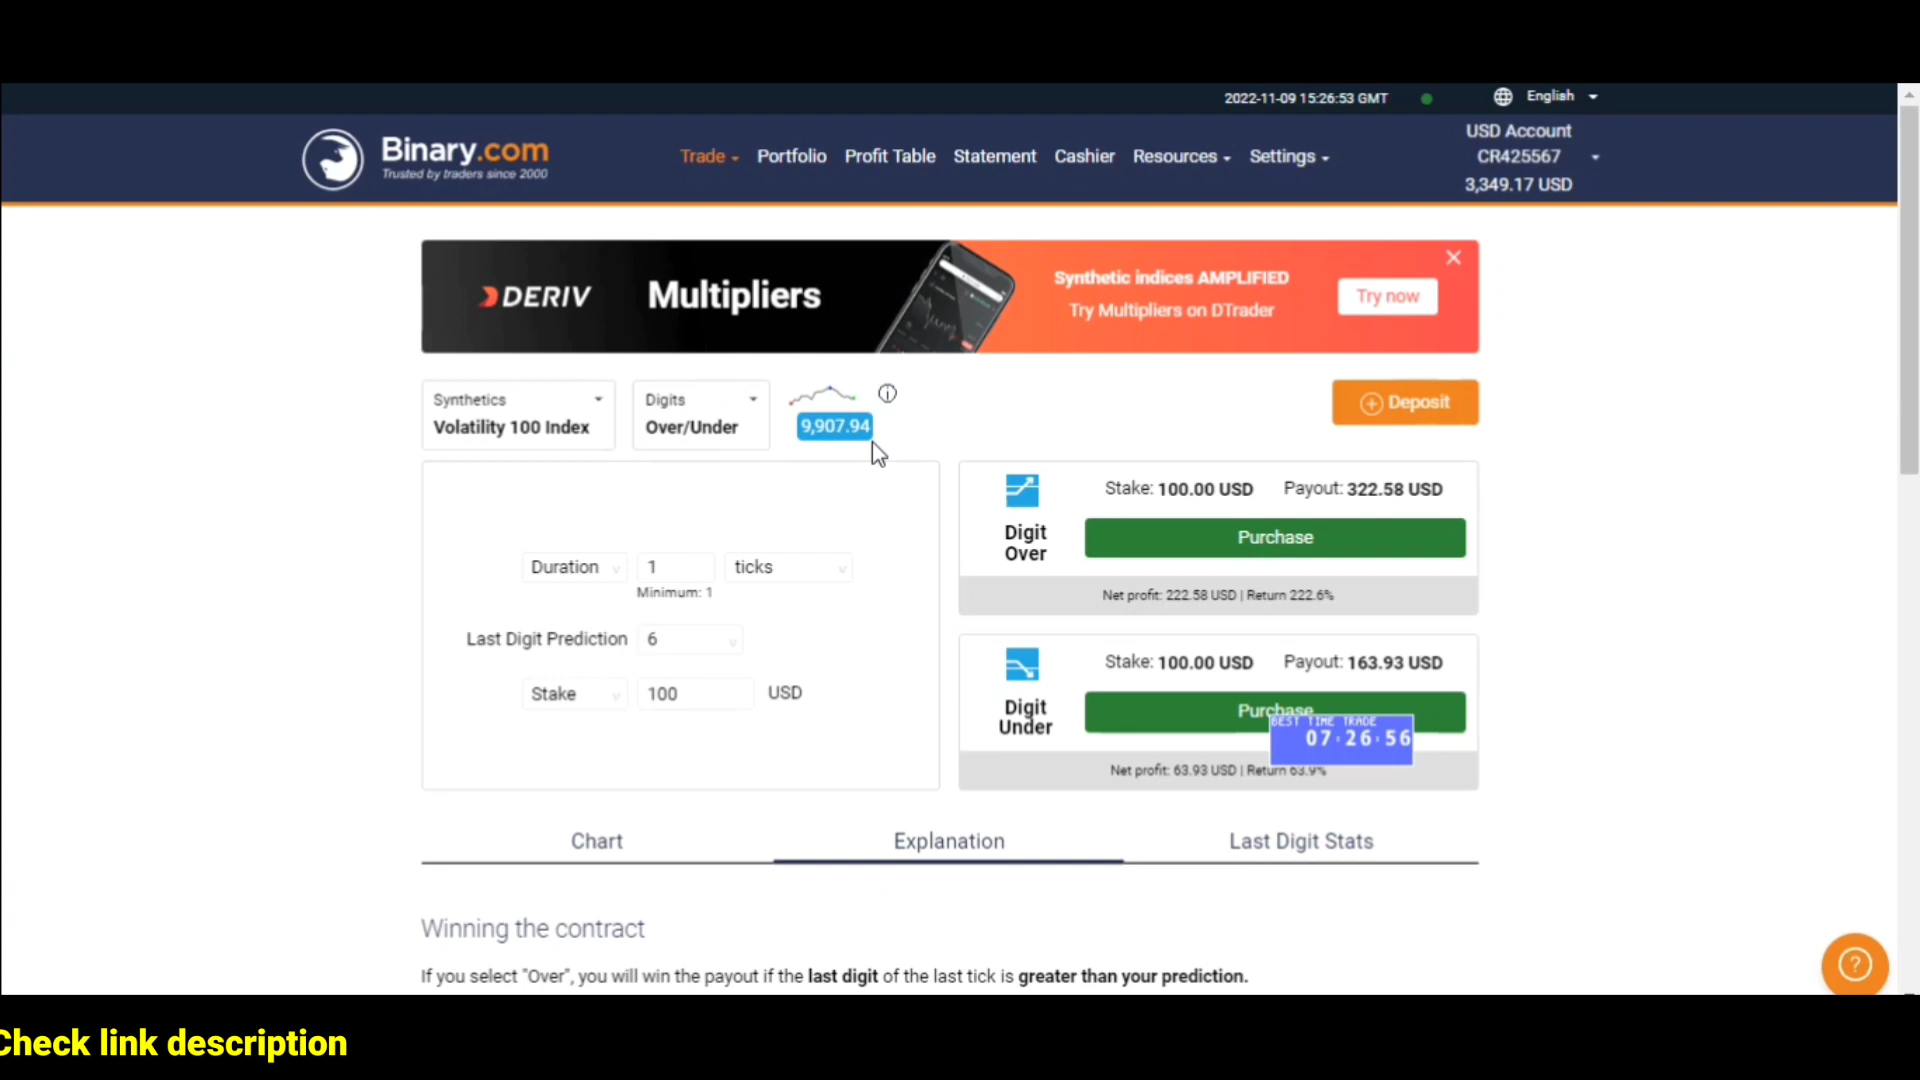 2022-11-09 15:26:53 GMT
English
Binary.com
Trusted by traders since 2000
Trade Portfolio Profit Table Statement Cashier Resources Settings
USD Account
CR425567
3,349.17 USD
DERIV Multipliers
Synthetic indices AMPLIFIED
Try Multipliers on DTrader
Try now
Synthetics
Volatility 100 Index
Digits
Over/Under
9,907.94
Deposit
Duration 1 ticks
Minimum: 1
Last Digit Prediction 6
Stake 100 USD
Digit Over
Stake: 100.00 USD Payout: 322.58 USD
Purchase
Net profit: 222.58 USD | Return 222.6%
Digit Under
Stake: 100.00 USD Payout: 163.93 USD
Purchase
BEST TIME TRADE
07:26:56
Net profit: 63.93 USD | Return 63.9%
Chart Explanation Last Digit Stats
Winning the contract
If you select "Over", you will win the payout if the last digit of the last tick is greater than your prediction.
?
Check link description